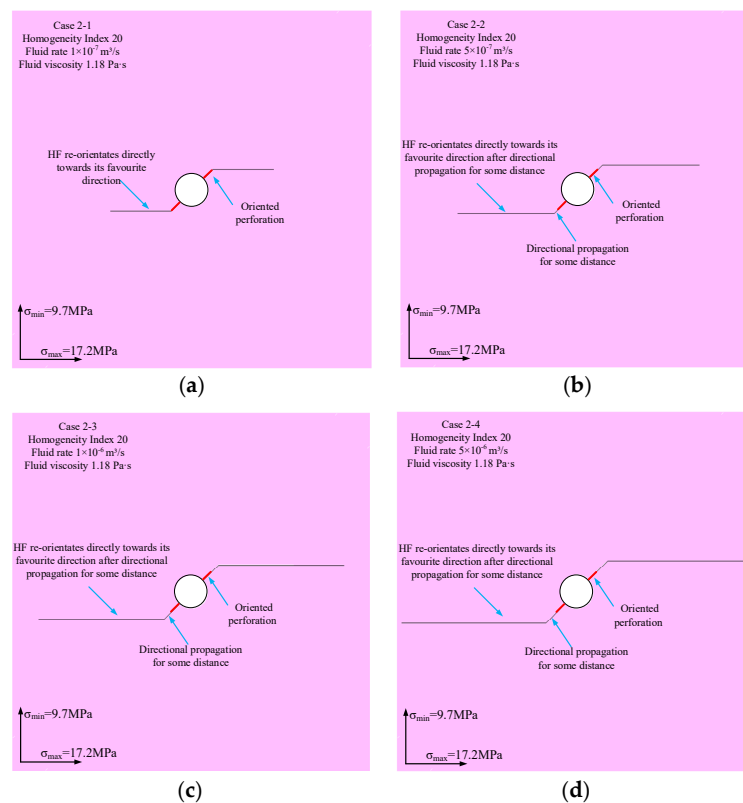 Case 2-1
Homogeneity Index 20
Fluid rate 1×10⁻⁷ m³/s
Fluid viscosity 1.18 Pa·s
HF re-orientates directly
towards its favourite
direction
Oriented
perforation
σmin=9.7MPa
σmax=17.2MPa
(a)
Case 2-2
Homogeneity Index 20
Fluid rate 5×10⁻⁷ m³/s
Fluid viscosity 1.18 Pa·s
HF re-orientates directly towards its
favourite direction after directional
propagation for some distance
Oriented
perforation
Directional propagation
for some distance
σmin=9.7MPa
σmax=17.2MPa
(b)
Case 2-3
Homogeneity Index 20
Fluid rate 1×10⁻⁶ m³/s
Fluid viscosity 1.18 Pa·s
HF re-orientates directly towards its
favourite direction after directional
propagation for some distance
Oriented
perforation
Directional propagation
for some distance
σmin=9.7MPa
σmax=17.2MPa
(c)
Case 2-4
Homogeneity Index 20
Fluid rate 5×10⁻⁶ m³/s
Fluid viscosity 1.18 Pa·s
HF re-orientates directly towards its
favourite direction after directional
propagation for some distance
Oriented
perforation
Directional propagation
for some distance
σmin=9.7MPa
σmax=17.2MPa
(d)